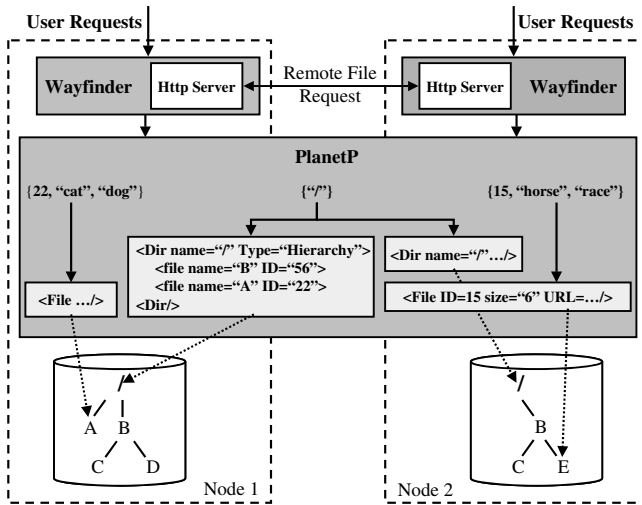 User Requests
User Requests
Wayfinder
Http Server
Remote File
Request
Http Server
Wayfinder
PlanetP
{22, “cat”, “dog”}
{“/”}
{15, “horse”, “race”}
<Dir name=“/” Type=“Hierarchy”>
<file name=“B” ID=“56”>
<file name=“A” ID=“22”>
<Dir/>
<Dir name=“/”…/>
<File …/>
<File ID=15 size=“6” URL=…/>
/
A
B
C
D
/
B
C
E
Node 1
Node 2